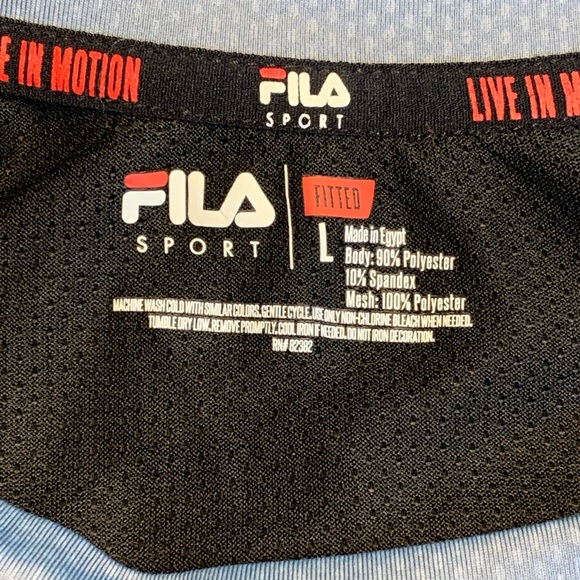 E IN MOTION
FILA
SPORT
LIVE IN M
FILA
SPORT
FITTED
L
Made in Egypt
Body: 90% Polyester
10% Spandex
Mesh: 100% Polyester
MACHINE WASH COLD WITH SIMILAR COLORS. GENTLE CYCLE. USE ONLY NON-CHLORINE BLEACH WHEN NEEDED.
TUMBLE DRY LOW. REMOVE PROMPTLY. COOL IRON IF NEEDED. DO NOT IRON DECORATION.
RN# 82382